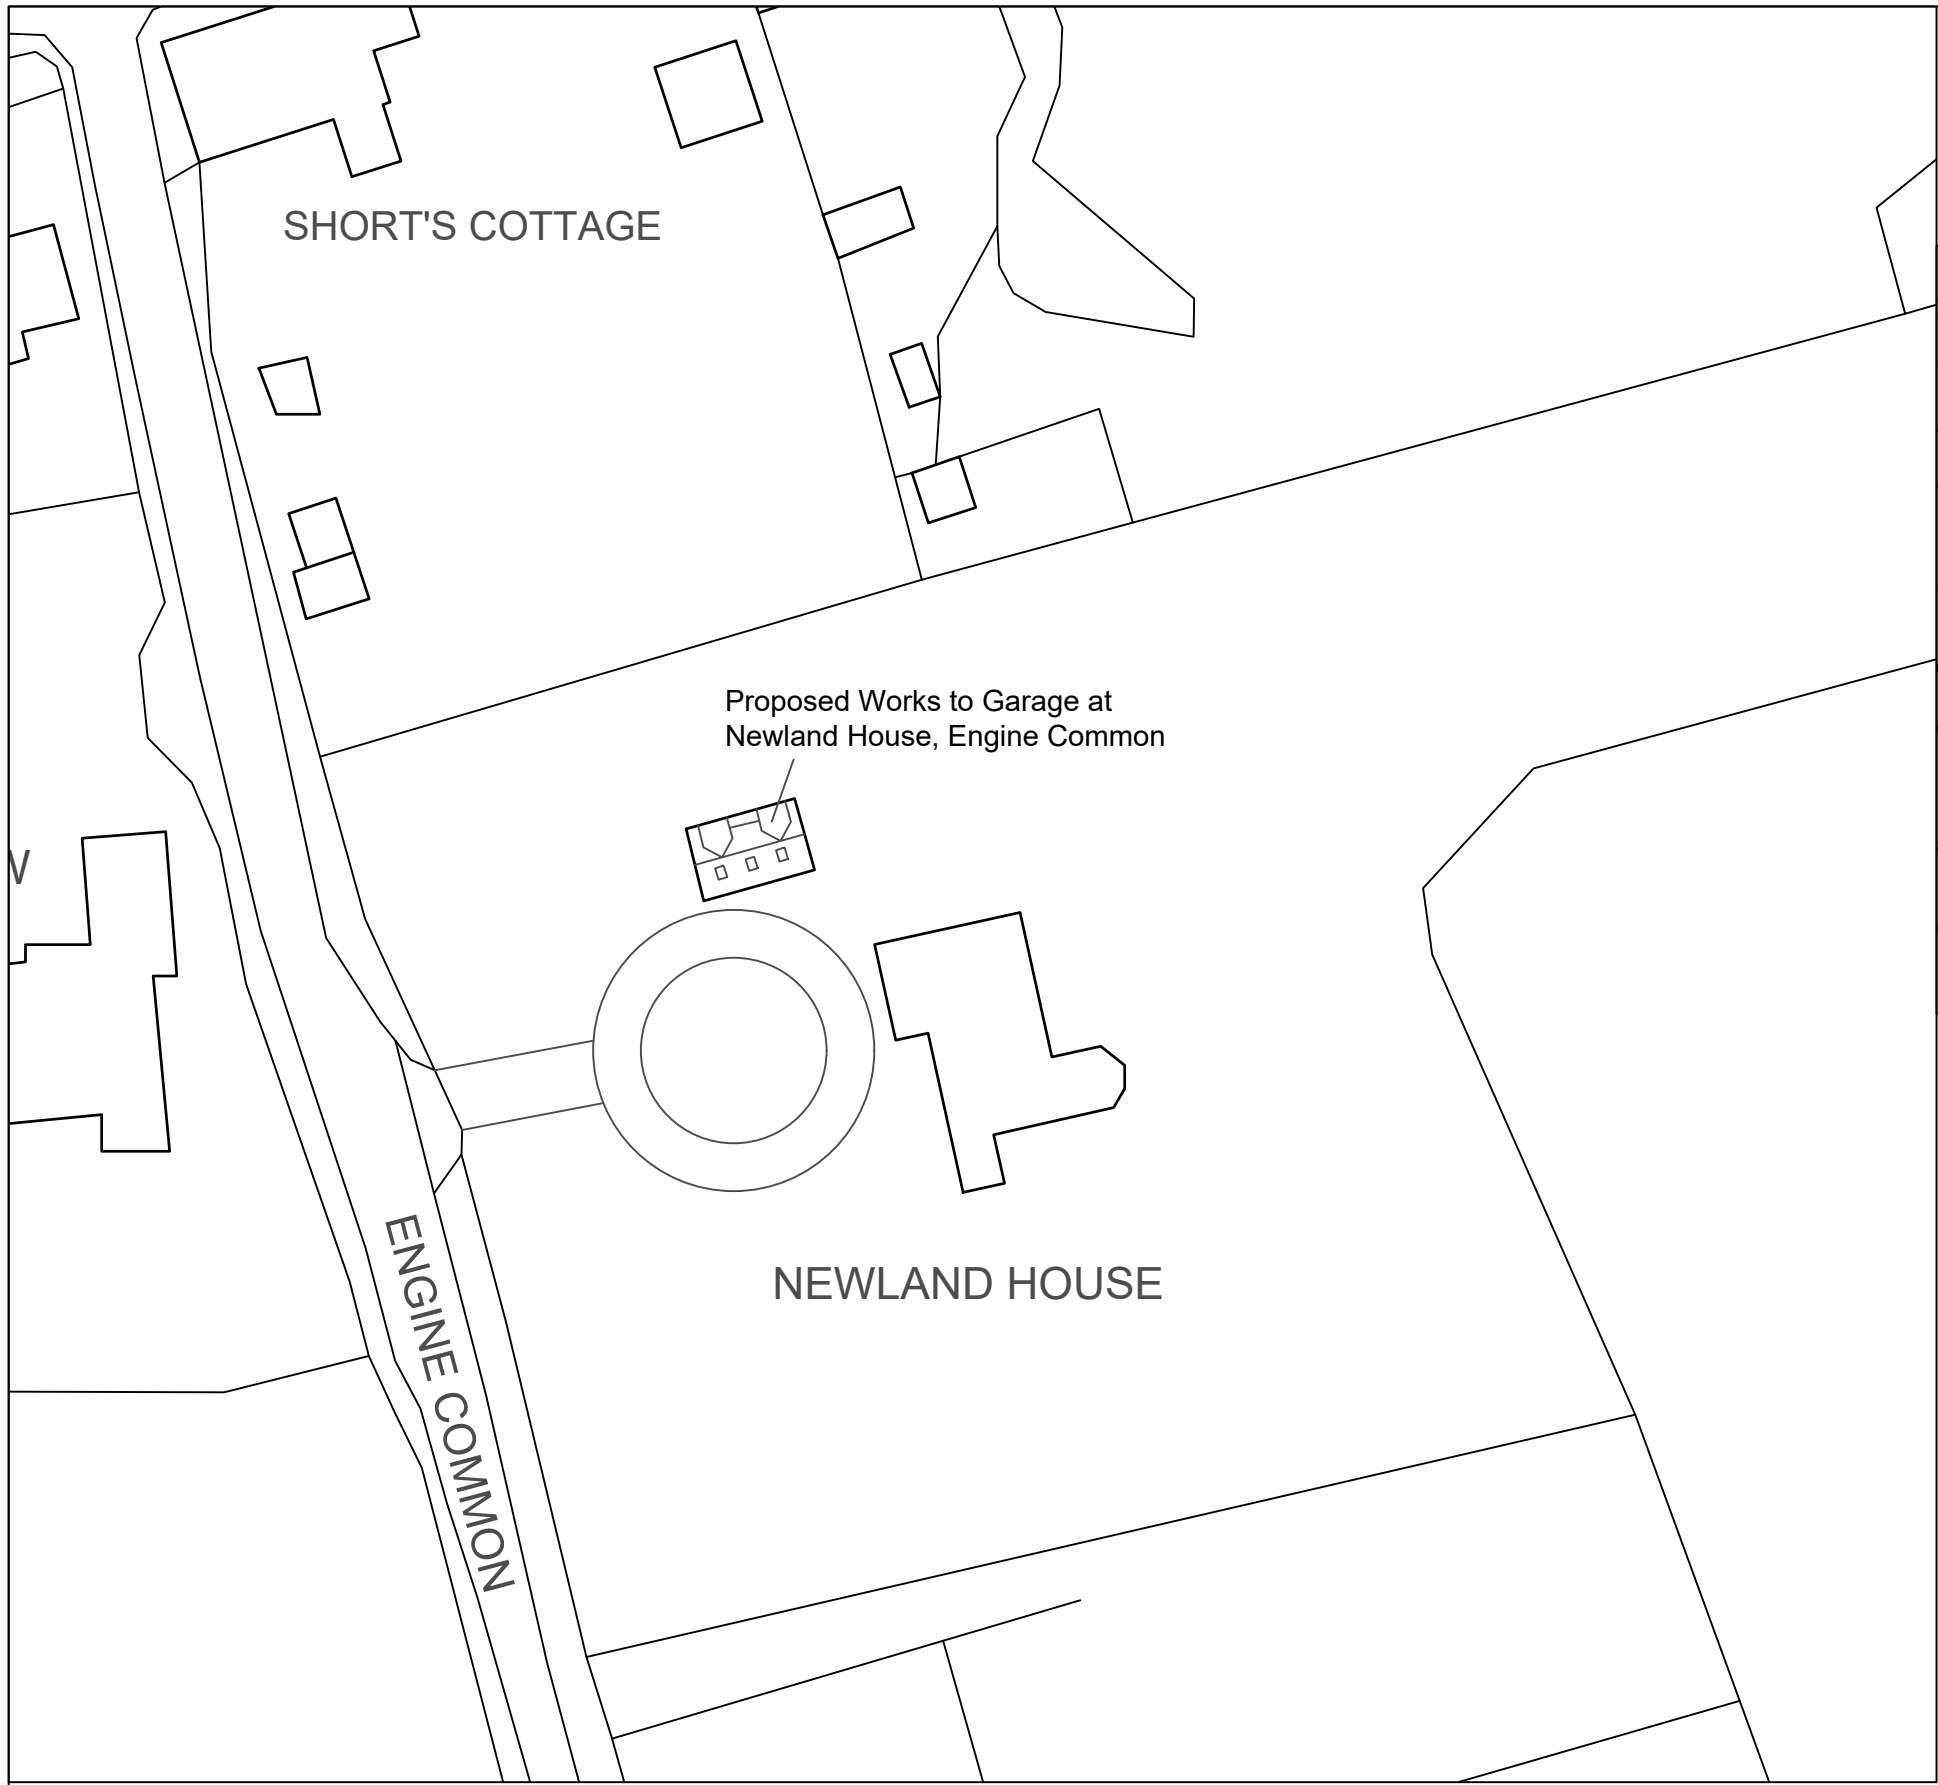 SHORT'S COTTAGE
Proposed Works to Garage at
Newland House, Engine Common
W
NEWLAND HOUSE
ENGINE COMMON